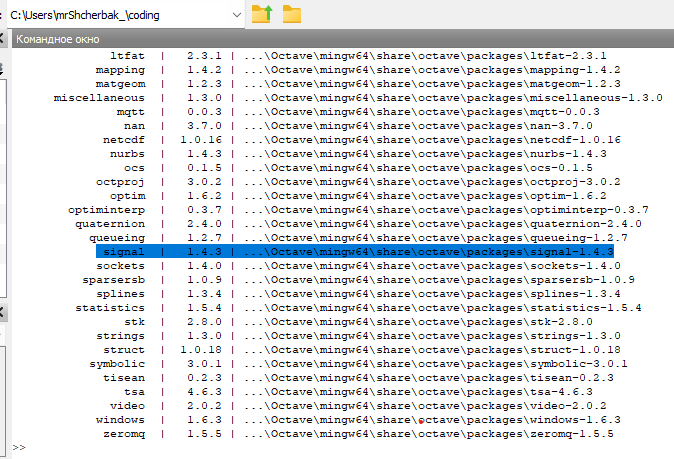 C:\Users\mrShcherbak_\coding
Командное окно
ltfat | 2.3.1 | ...\Octave\mingw64\share\octave\packages\ltfat-2.3.1
mapping | 1.4.2 | ...\Octave\mingw64\share\octave\packages\mapping-1.4.2
matgeom | 1.2.3 | ...\Octave\mingw64\share\octave\packages\matgeom-1.2.3
miscellaneous | 1.3.0 | ...\Octave\mingw64\share\octave\packages\miscellaneous-1.3.0
mqtt | 0.0.3 | ...\Octave\mingw64\share\octave\packages\mqtt-0.0.3
nan | 3.7.0 | ...\Octave\mingw64\share\octave\packages\nan-3.7.0
netcdf | 1.0.16 | ...\Octave\mingw64\share\octave\packages\netcdf-1.0.16
nurbs | 1.4.3 | ...\Octave\mingw64\share\octave\packages\nurbs-1.4.3
ocs | 0.1.5 | ...\Octave\mingw64\share\octave\packages\ocs-0.1.5
octproj | 3.0.2 | ...\Octave\mingw64\share\octave\packages\octproj-3.0.2
optim | 1.6.2 | ...\Octave\mingw64\share\octave\packages\optim-1.6.2
optiminterp | 0.3.7 | ...\Octave\mingw64\share\octave\packages\optiminterp-0.3.7
quaternion | 2.4.0 | ...\Octave\mingw64\share\octave\packages\quaternion-2.4.0
queueing | 1.2.7 | ...\Octave\mingw64\share\octave\packages\queueing-1.2.7
signal | 1.4.3 | ...\Octave\mingw64\share\octave\packages\signal-1.4.3
sockets | 1.4.0 | ...\Octave\mingw64\share\octave\packages\sockets-1.4.0
sparsersb | 1.0.9 | ...\Octave\mingw64\share\octave\packages\sparsersb-1.0.9
splines | 1.3.4 | ...\Octave\mingw64\share\octave\packages\splines-1.3.4
statistics | 1.5.4 | ...\Octave\mingw64\share\octave\packages\statistics-1.5.4
stk | 2.8.0 | ...\Octave\mingw64\share\octave\packages\stk-2.8.0
strings | 1.3.0 | ...\Octave\mingw64\share\octave\packages\strings-1.3.0
struct | 1.0.18 | ...\Octave\mingw64\share\octave\packages\struct-1.0.18
symbolic | 3.0.1 | ...\Octave\mingw64\share\octave\packages\symbolic-3.0.1
tisean | 0.2.3 | ...\Octave\mingw64\share\octave\packages\tisean-0.2.3
tsa | 4.6.3 | ...\Octave\mingw64\share\octave\packages\tsa-4.6.3
video | 2.0.2 | ...\Octave\mingw64\share\octave\packages\video-2.0.2
windows | 1.6.3 | ...\Octave\mingw64\share\octave\packages\windows-1.6.3
zeromq | 1.5.5 | ...\Octave\mingw64\share\octave\packages\zeromq-1.5.5
>>